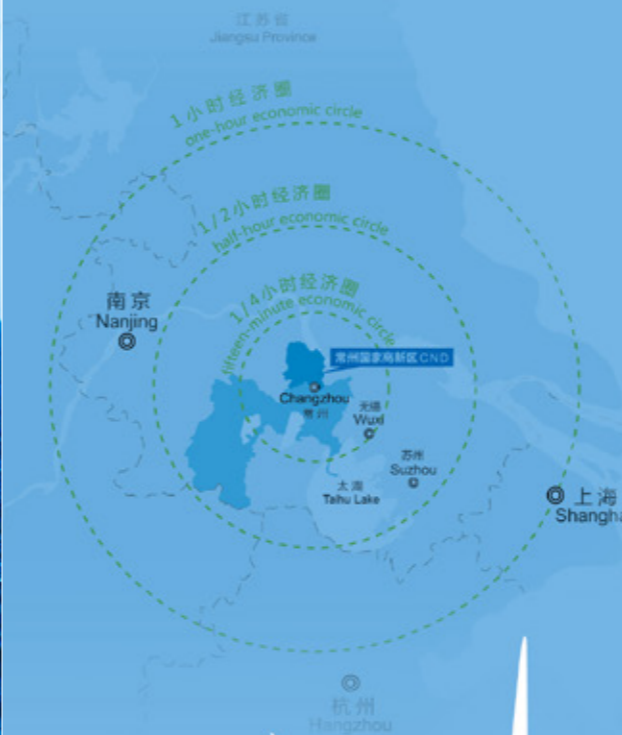 江苏省
Jiangsu Province
1小时经济圈
one-hour economic circle
1/2小时经济圈
half-hour economic circle
1/4小时经济圈
fifteen-minute economic circle
南京
Nanjing
常州国家高新区CND
Changzhou
常州
无锡
Wuxi
苏州
Suzhou
太湖
Taihu Lake
上海
Shangha
杭州
Hangzhou